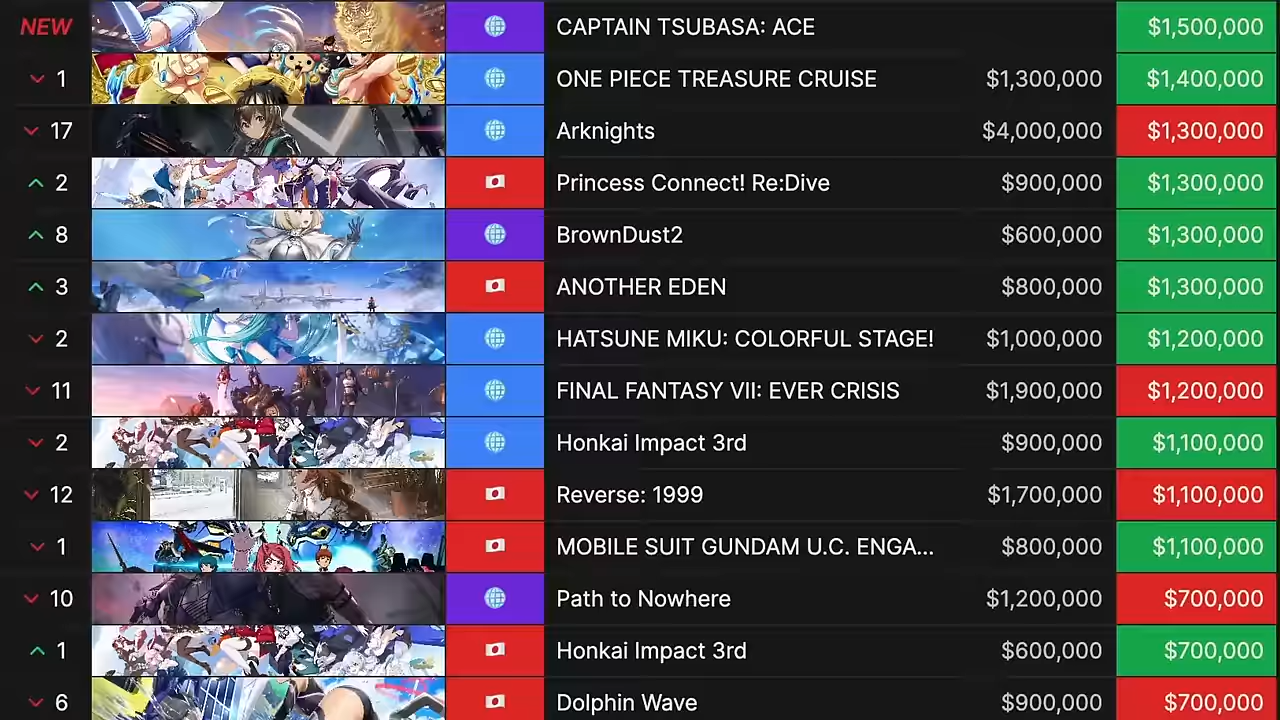 NEW CAPTAIN TSUBASA: ACE $1,500,000
1 ONE PIECE TREASURE CRUISE $1,300,000 $1,400,000
17 Arknights $4,000,000 $1,300,000
2 Princess Connect! Re:Dive $900,000 $1,300,000
8 BrownDust2 $600,000 $1,300,000
3 ANOTHER EDEN $800,000 $1,300,000
2 HATSUNE MIKU: COLORFUL STAGE! $1,000,000 $1,200,000
11 FINAL FANTASY VII: EVER CRISIS $1,900,000 $1,200,000
2 Honkai Impact 3rd $900,000 $1,100,000
12 Reverse: 1999 $1,700,000 $1,100,000
1 MOBILE SUIT GUNDAM U.C. ENGA... $800,000 $1,100,000
10 Path to Nowhere $1,200,000 $700,000
1 Honkai Impact 3rd $600,000 $700,000
6 Dolphin Wave $900,000 $700,000